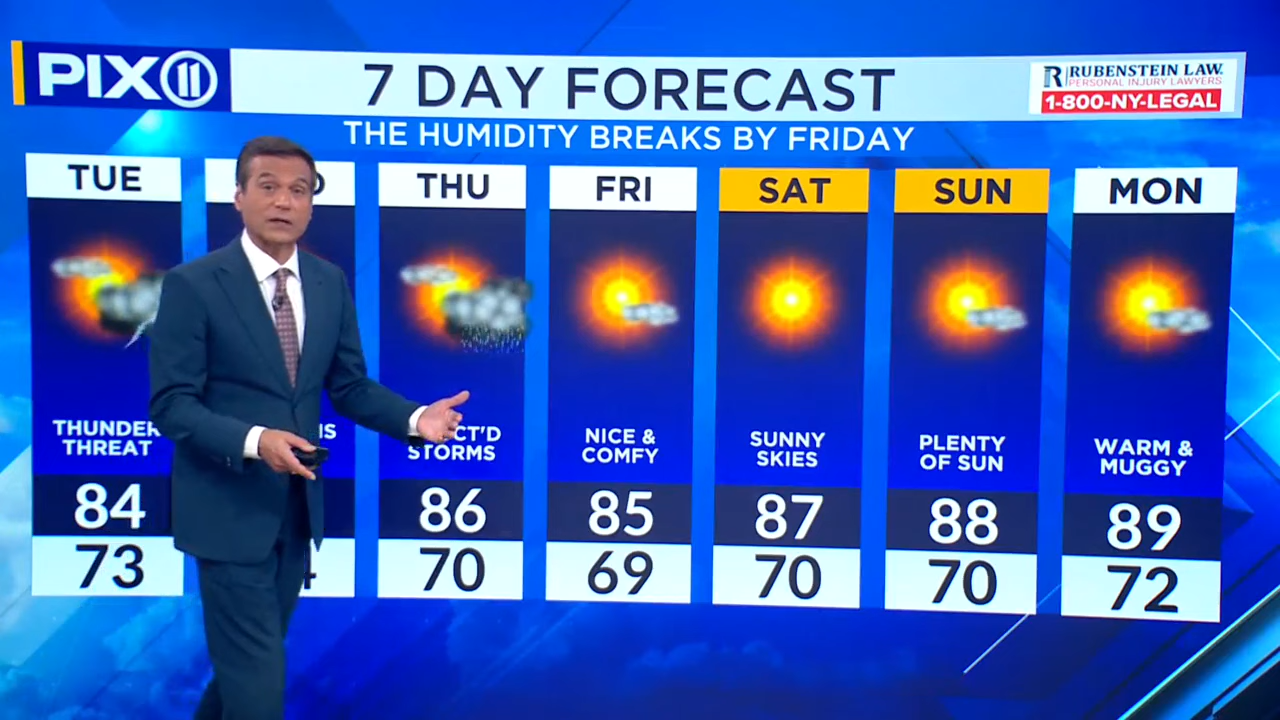 PIX 11
7 DAY FORECAST
R RUBENSTEIN LAW
PERSONAL INJURY LAWYERS
1-800-NY-LEGAL
THE HUMIDITY BREAKS BY FRIDAY
TUE
THUNDER
THREAT
84
73
THU
STORMS
86
70
FRI
NICE &
COMFY
85
69
SAT
SUNNY
SKIES
87
70
SUN
PLENTY
OF SUN
88
70
MON
WARM &
MUGGY
89
72